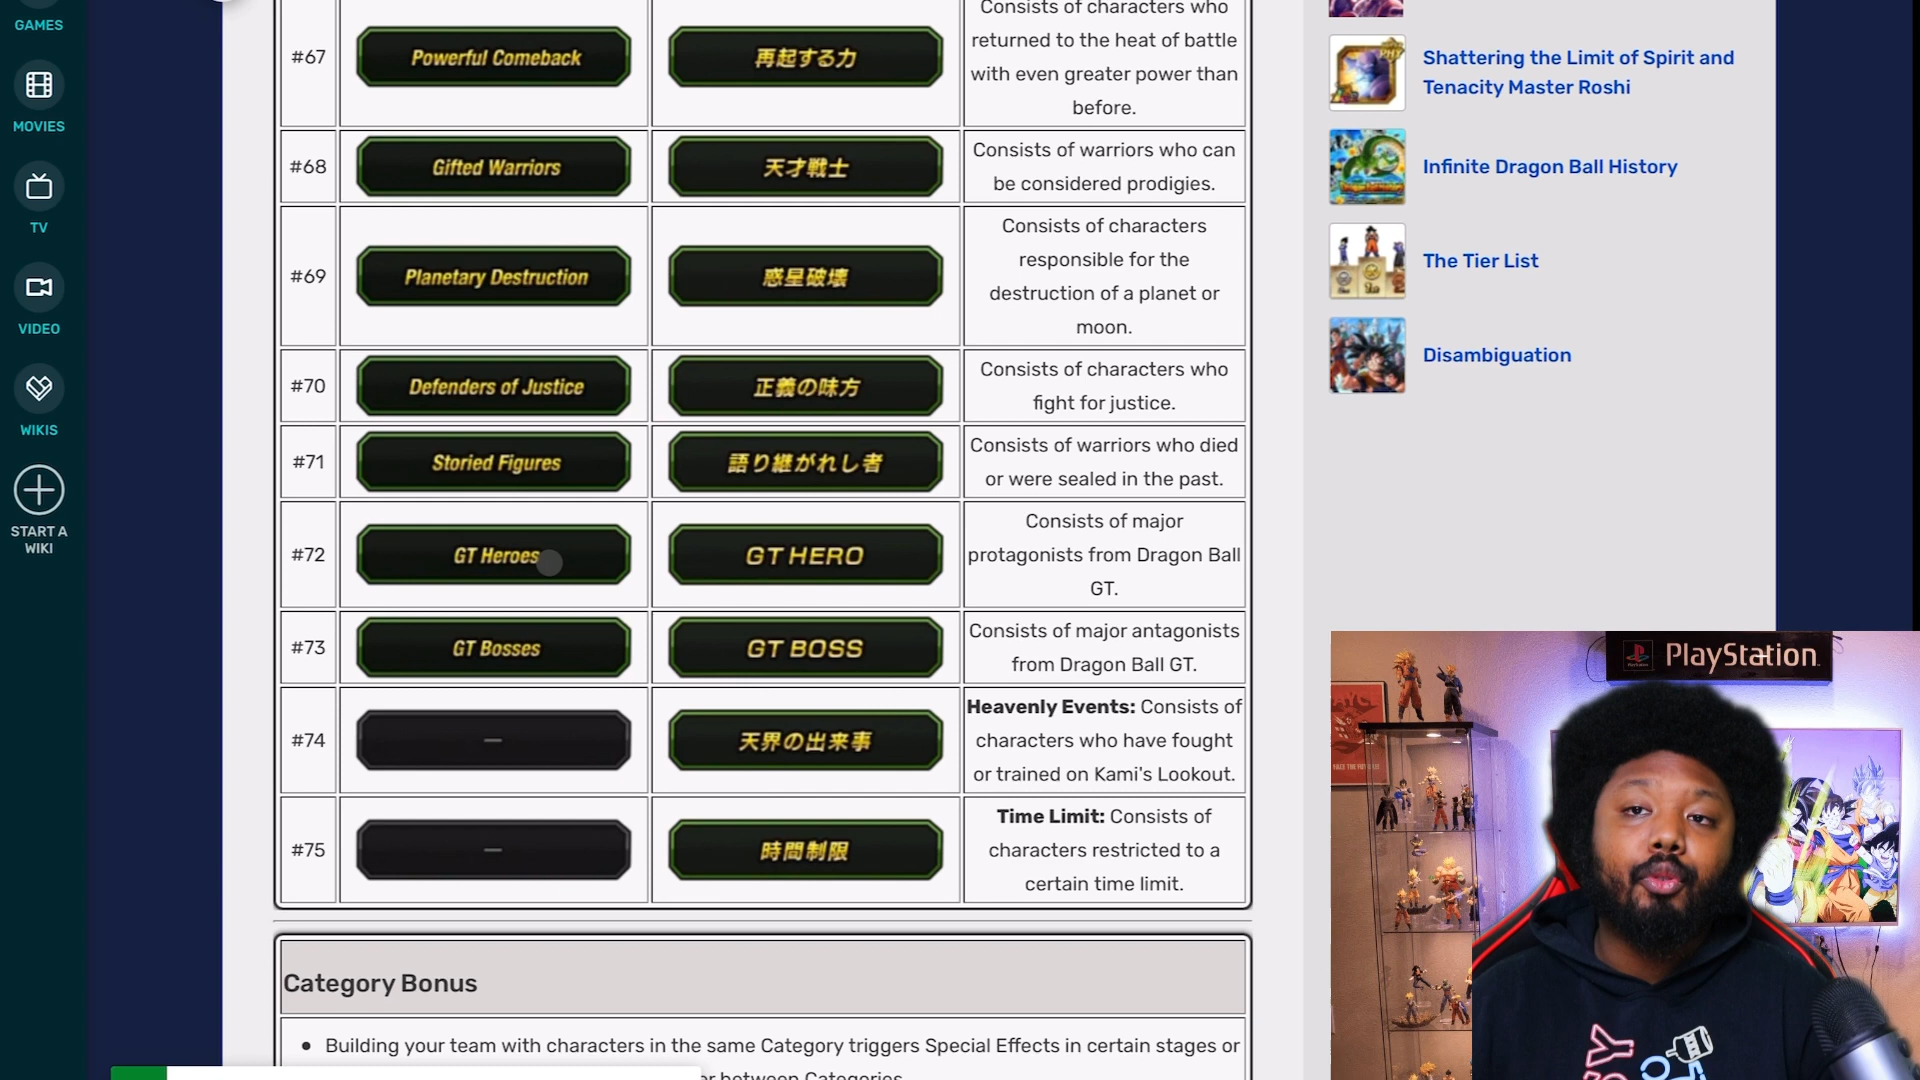 GAMES
MOVIES
TV
VIDEO
WIKIS
START A
WIKI
#67
Powerful Comeback
再起する力
Consists of characters who
returned to the heat of battle
with even greater power than
before.
#68
Gifted Warriors
天才戦士
Consists of warriors who can
be considered prodigies.
#69
Planetary Destruction
惑星破壊
Consists of characters
responsible for the
destruction of a planet or
moon.
#70
Defenders of Justice
正義の味方
Consists of characters who
fight for justice.
#71
Storied Figures
語り継がれし者
Consists of warriors who died
or were sealed in the past.
#72
GT Heroes
GT HERO
Consists of major
protagonists from Dragon Ball
GT.
#73
GT Bosses
GT BOSS
Consists of major antagonists
from Dragon Ball GT.
#74
—
天界の出来事
Heavenly Events: Consists of
characters who have fought
or trained on Kami's Lookout.
#75
—
時間制限
Time Limit: Consists of
characters restricted to a
certain time limit.
Category Bonus
Building your team with characters in the same Category triggers Special Effects in certain stages or
or between Categories.
Shattering the Limit of Spirit and
Tenacity Master Roshi
Infinite Dragon Ball History
The Tier List
Disambiguation
PlayStation